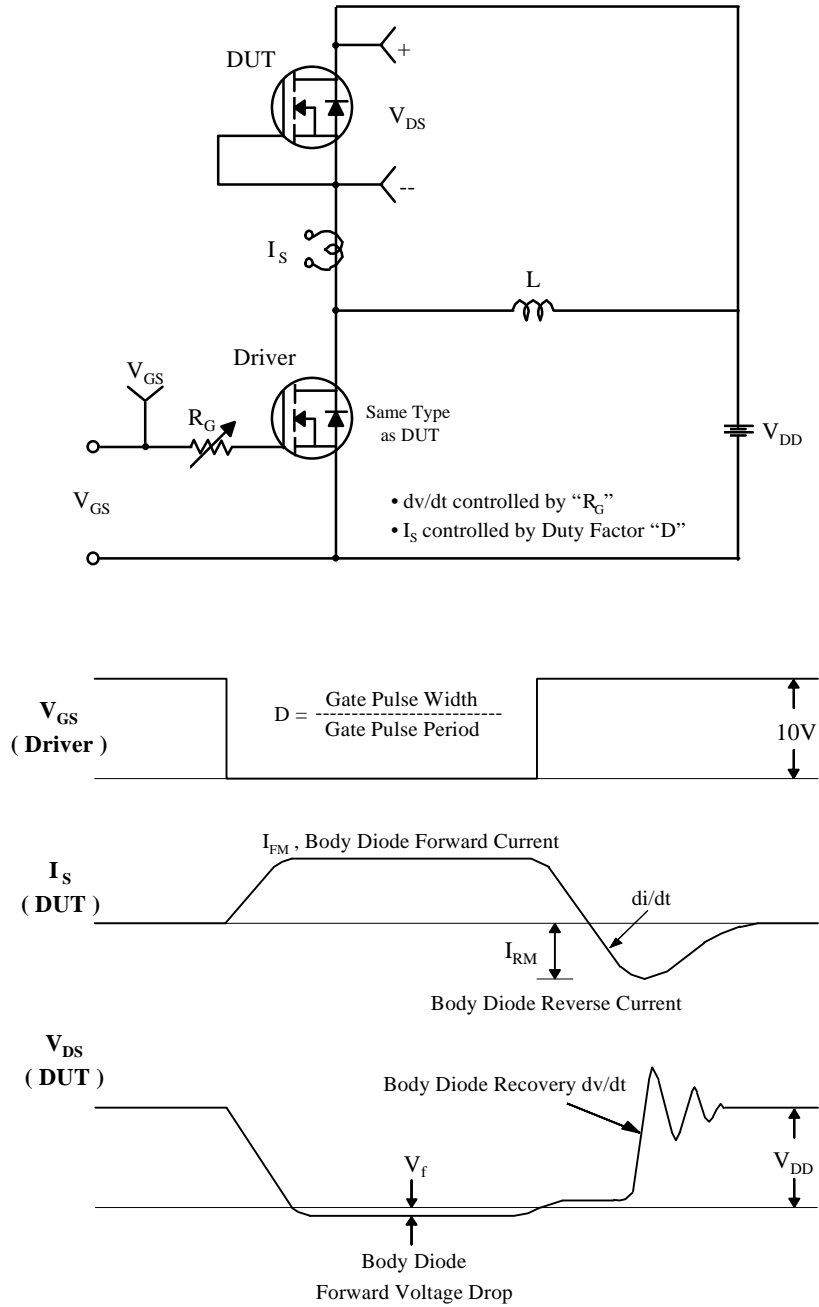 DUT
+
V_DS
--
I_S
L
Driver
V_GS
R_G
Same Type
as DUT
V_DD
V_GS
• dv/dt controlled by “R_G”
• I_S controlled by Duty Factor “D”
V_GS
( Driver )
D = Gate Pulse Width
--------------------------
Gate Pulse Period
10V
I_FM , Body Diode Forward Current
I_S
( DUT )
di/dt
I_RM
Body Diode Reverse Current
V_DS
( DUT )
Body Diode Recovery dv/dt
V_f
V_DD
Body Diode
Forward Voltage Drop